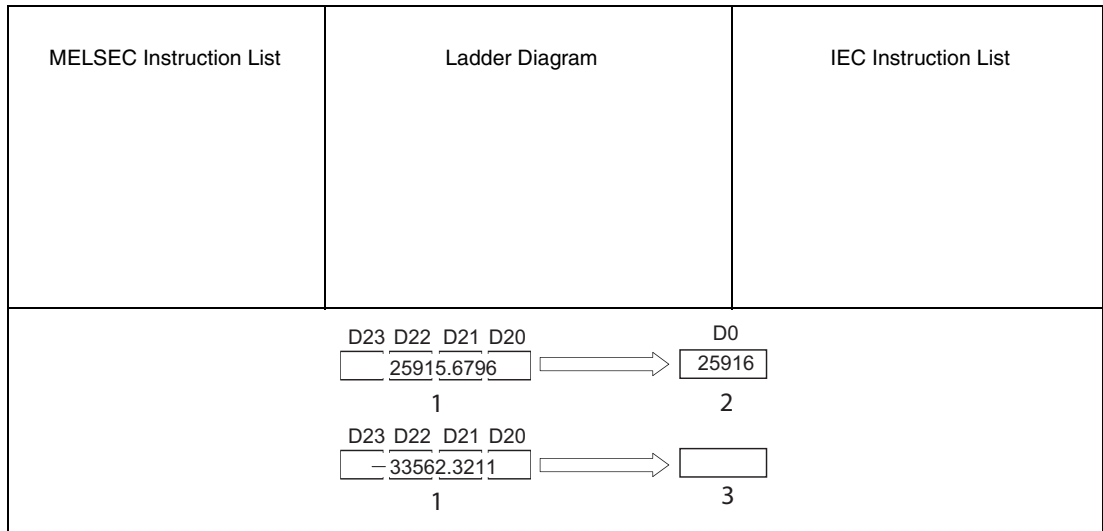 MELSEC Instruction List Ladder Diagram IEC Instruction List
D23 D22 D21 D20 D0
25915.6796 25916
1 2
D23 D22 D21 D20
−33562.3211
1 3